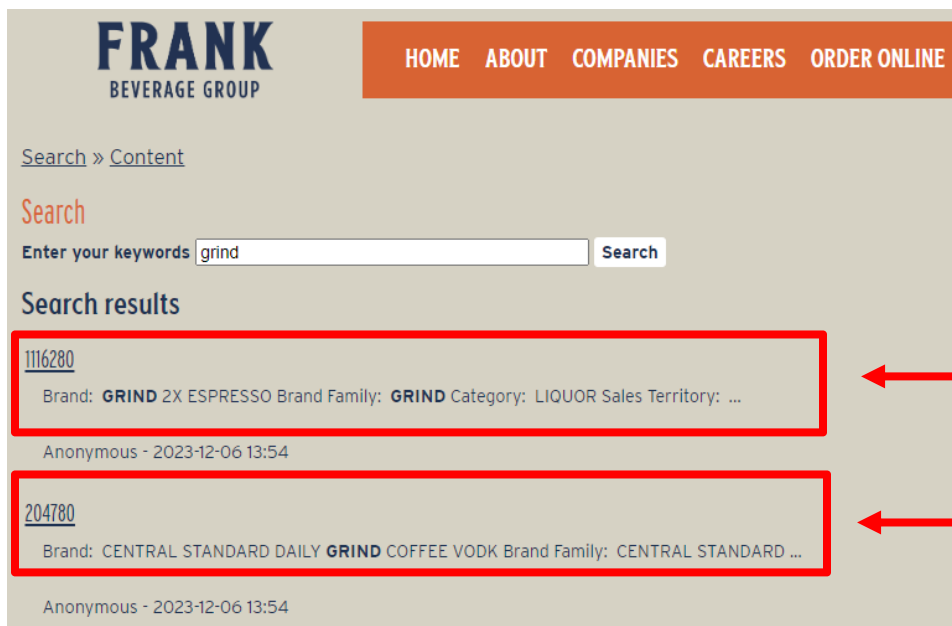 FRANK
BEVERAGE GROUP
HOME ABOUT COMPANIES CAREERS ORDER ONLINE
Search » Content
Search
Enter your keywords grind Search
Search results
1116280
Brand: GRIND 2X ESPRESSO Brand Family: GRIND Category: LIQUOR Sales Territory: ...
Anonymous - 2023-12-06 13:54
204780
Brand: CENTRAL STANDARD DAILY GRIND COFFEE VODK Brand Family: CENTRAL STANDARD ...
Anonymous - 2023-12-06 13:54